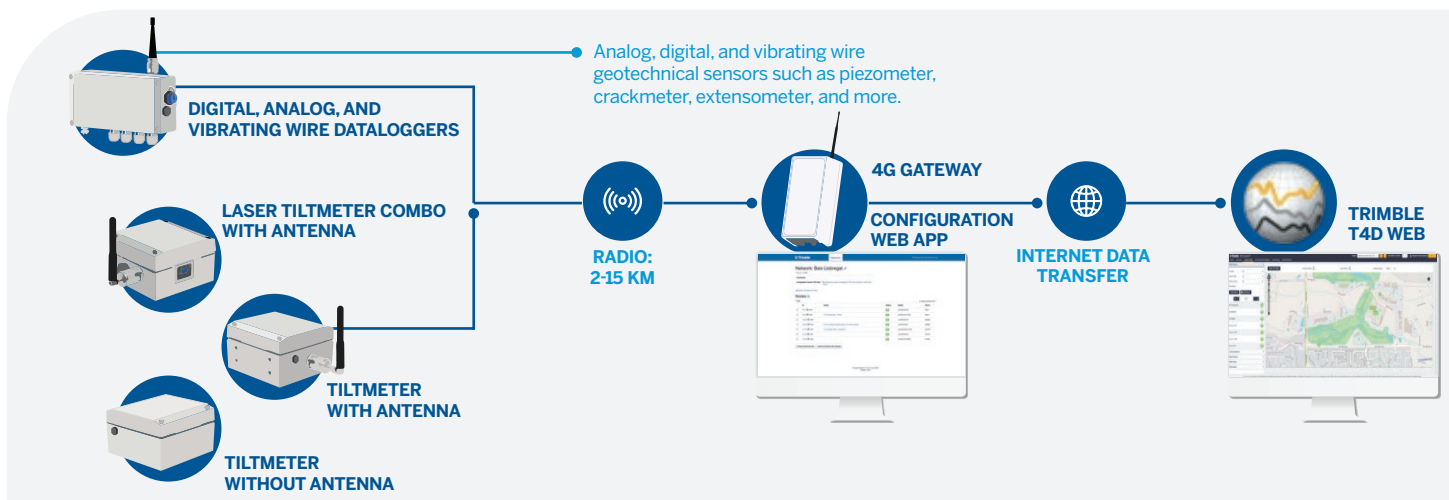 Analog, digital, and vibrating wire
geotechnical sensors such as piezometer,
crackmeter, extensometer, and more.
DIGITAL, ANALOG, AND
VIBRATING WIRE DATALOGGERS
LASER TILTMETER COMBO
WITH ANTENNA
TILTMETER
WITH ANTENNA
TILTMETER
WITHOUT ANTENNA
RADIO:
2-15 KM
4G GATEWAY
CONFIGURATION
WEB APP
INTERNET DATA
TRANSFER
TRIMBLE
T4D WEB